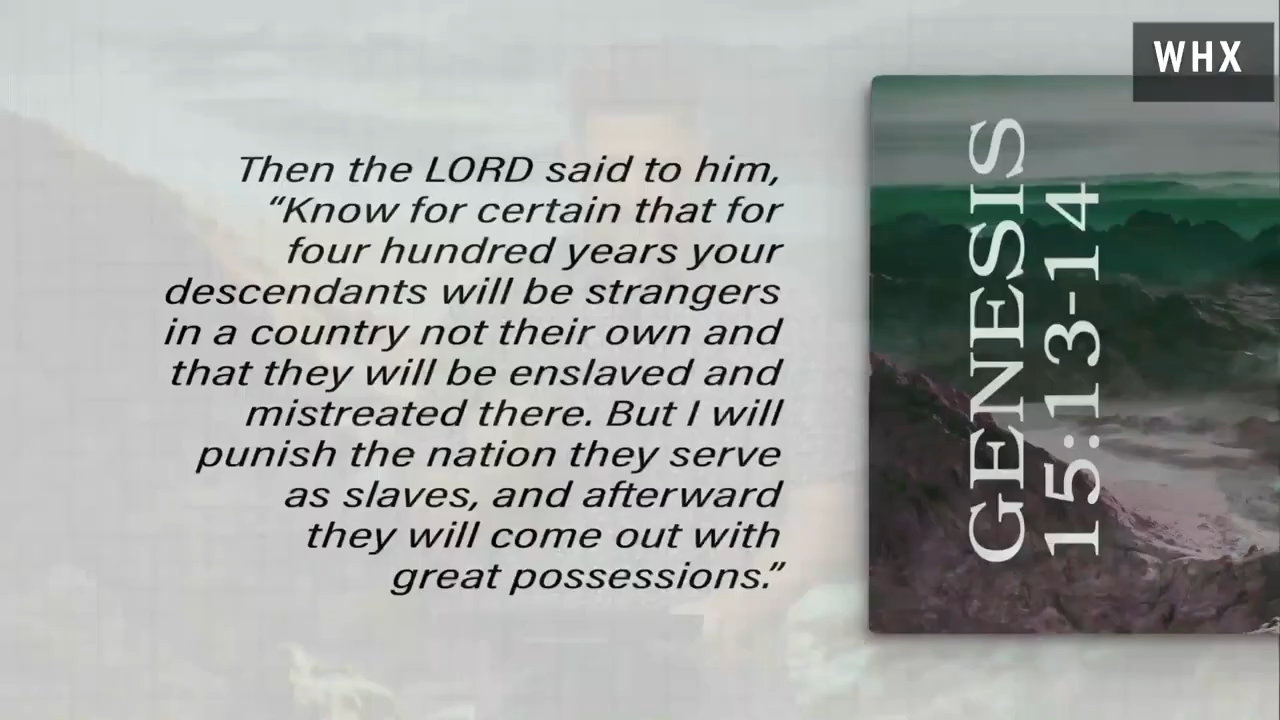 WHX
Then the LORD said to him,
“Know for certain that for
four hundred years your
descendants will be strangers
in a country not their own and
that they will be enslaved and
mistreated there. But I will
punish the nation they serve
as slaves, and afterward
they will come out with
great possessions.”
GENESIS
15:13-14